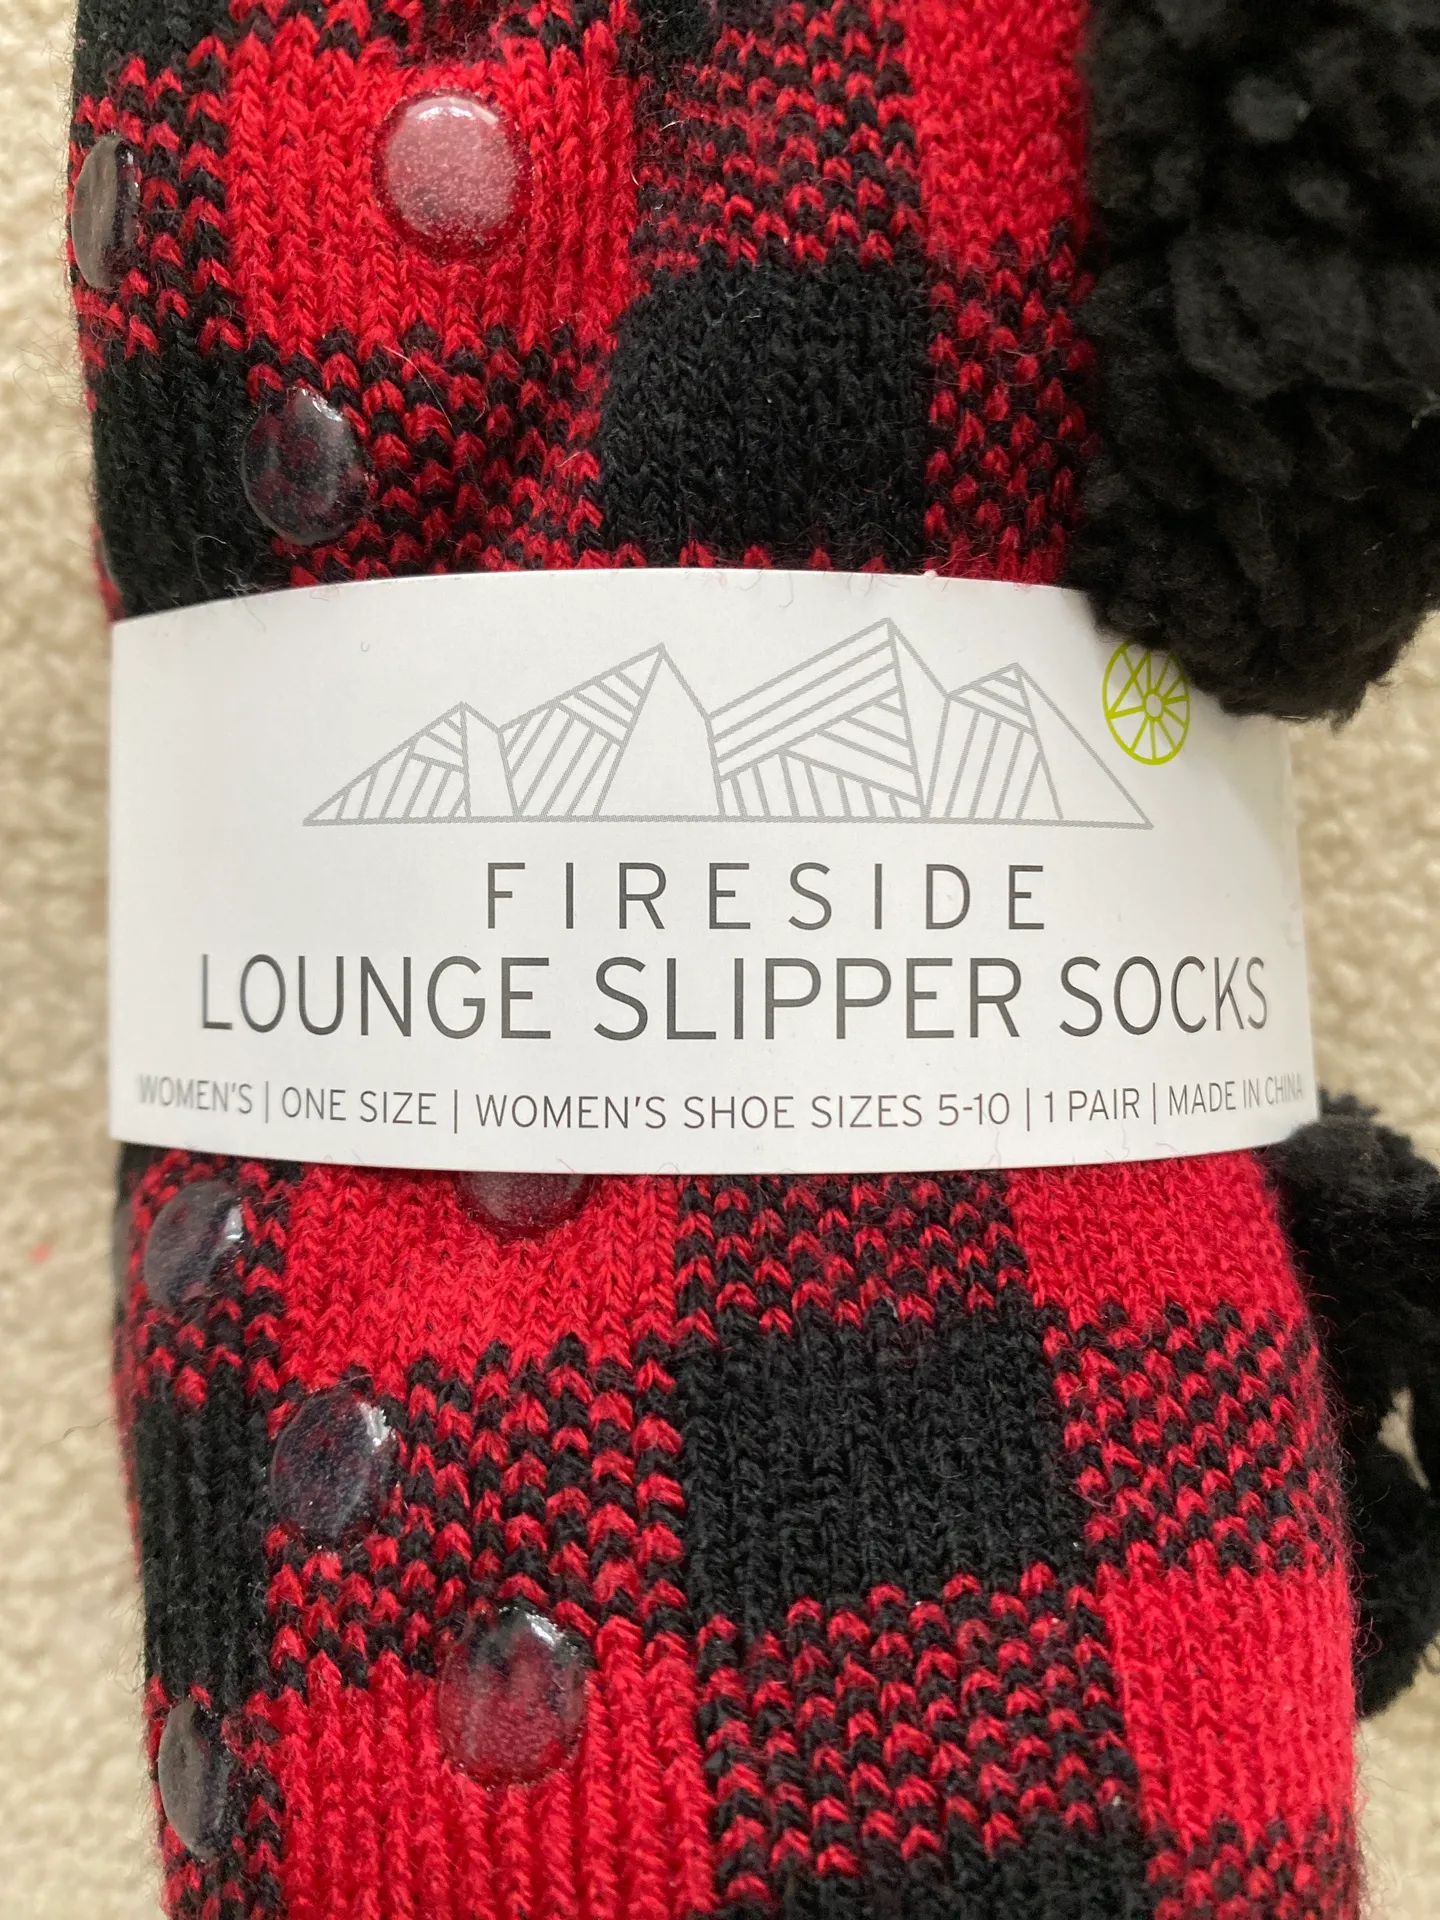 FIRESIDE
LOUNGE SLIPPER SOCKS
WOMEN'S | ONE SIZE | WOMEN'S SHOE SIZES 5-10 | 1 PAIR | MADE IN CHINA